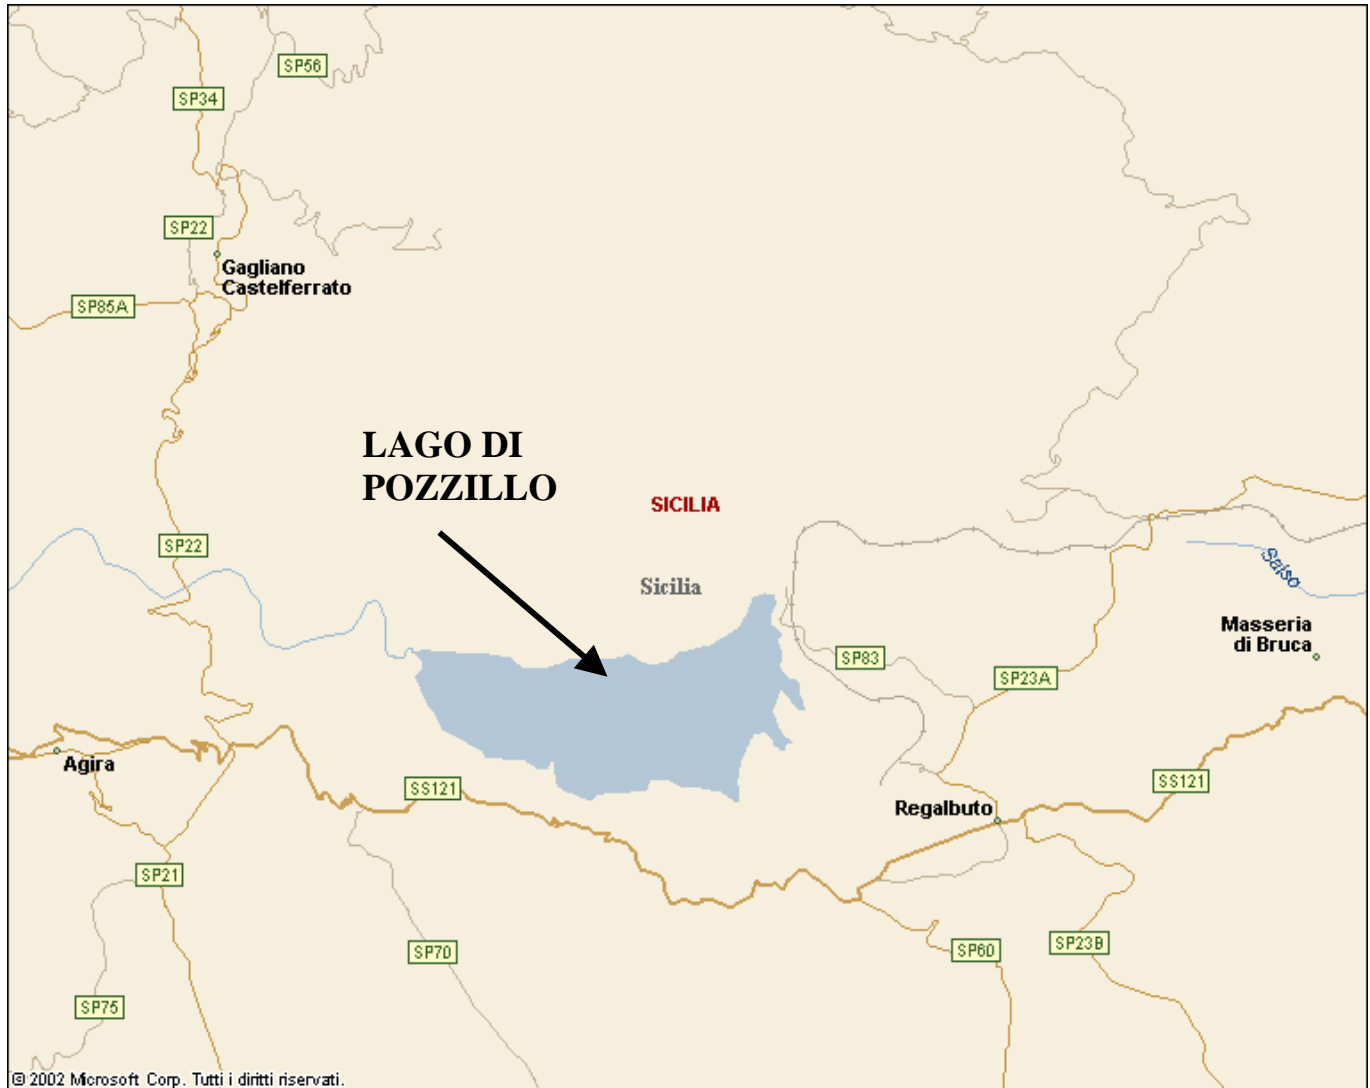 SP56
SP34
SP22
Gagliano
Castelferrato
SP85A
LAGO DI
POZZILLO
SICILIA
SP22
Sicilia
Salso
Masseria
di Bruca
SP83
SP23A
Agira
SS121
SS121
Regalbuto
SP21
SP70
SP60
SP23B
SP75
© 2002 Microsoft Corp. Tutti i diritti riservati.